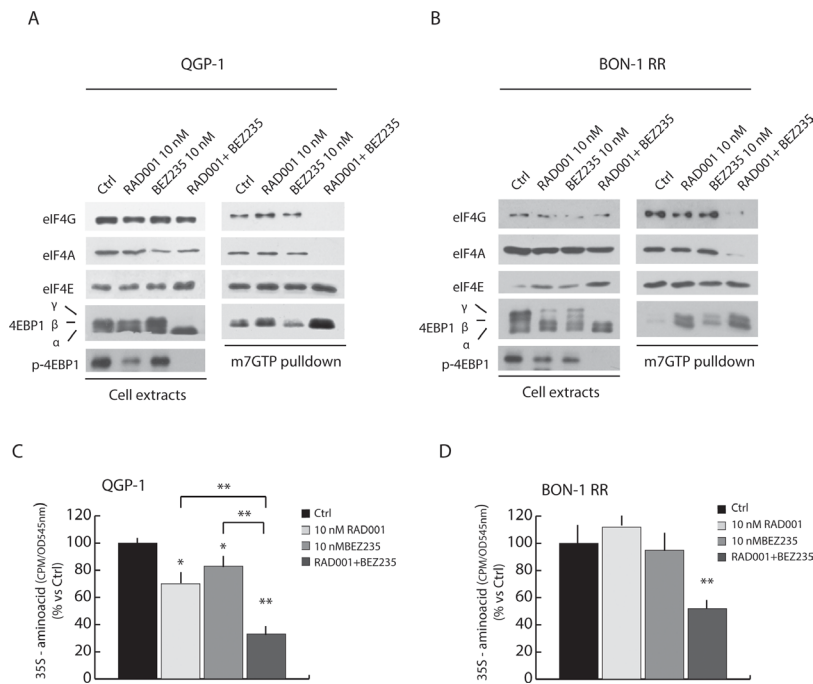 A
QGP-1
Ctrl
RAD001 10 nM
BEZ235 10 nM
RAD001+ BEZ235
Ctrl
RAD001 10 nM
BEZ235 10 nM
RAD001+ BEZ235
eIF4G
eIF4A
eIF4E
γ
4EBP1 β
α
p-4EBP1
Cell extracts
m7GTP pulldown
B
BON-1 RR
Ctrl
RAD001 10 nM
BEZ235 10 nM
RAD001+ BEZ235
Ctrl
RAD001 10 nM
BEZ235 10 nM
RAD001+ BEZ235
eIF4G
eIF4A
eIF4E
γ
4EBP1 β
α
p-4EBP1
Cell extracts
m7GTP pulldown
C
QGP-1
35S - aminoacid (CPM/OD545nm)
(% vs Ctrl)
120
100
80
60
40
20
0
*
*
**
**
**
Ctrl
10 nM RAD001
10 nMBEZ235
RAD001+BEZ235
D
BON-1 RR
35S - aminoacid (CPM/OD545nm)
(% vs Ctrl)
120
100
80
60
40
20
0
**
Ctrl
10 nM RAD001
10 nMBEZ235
RAD001+BEZ235